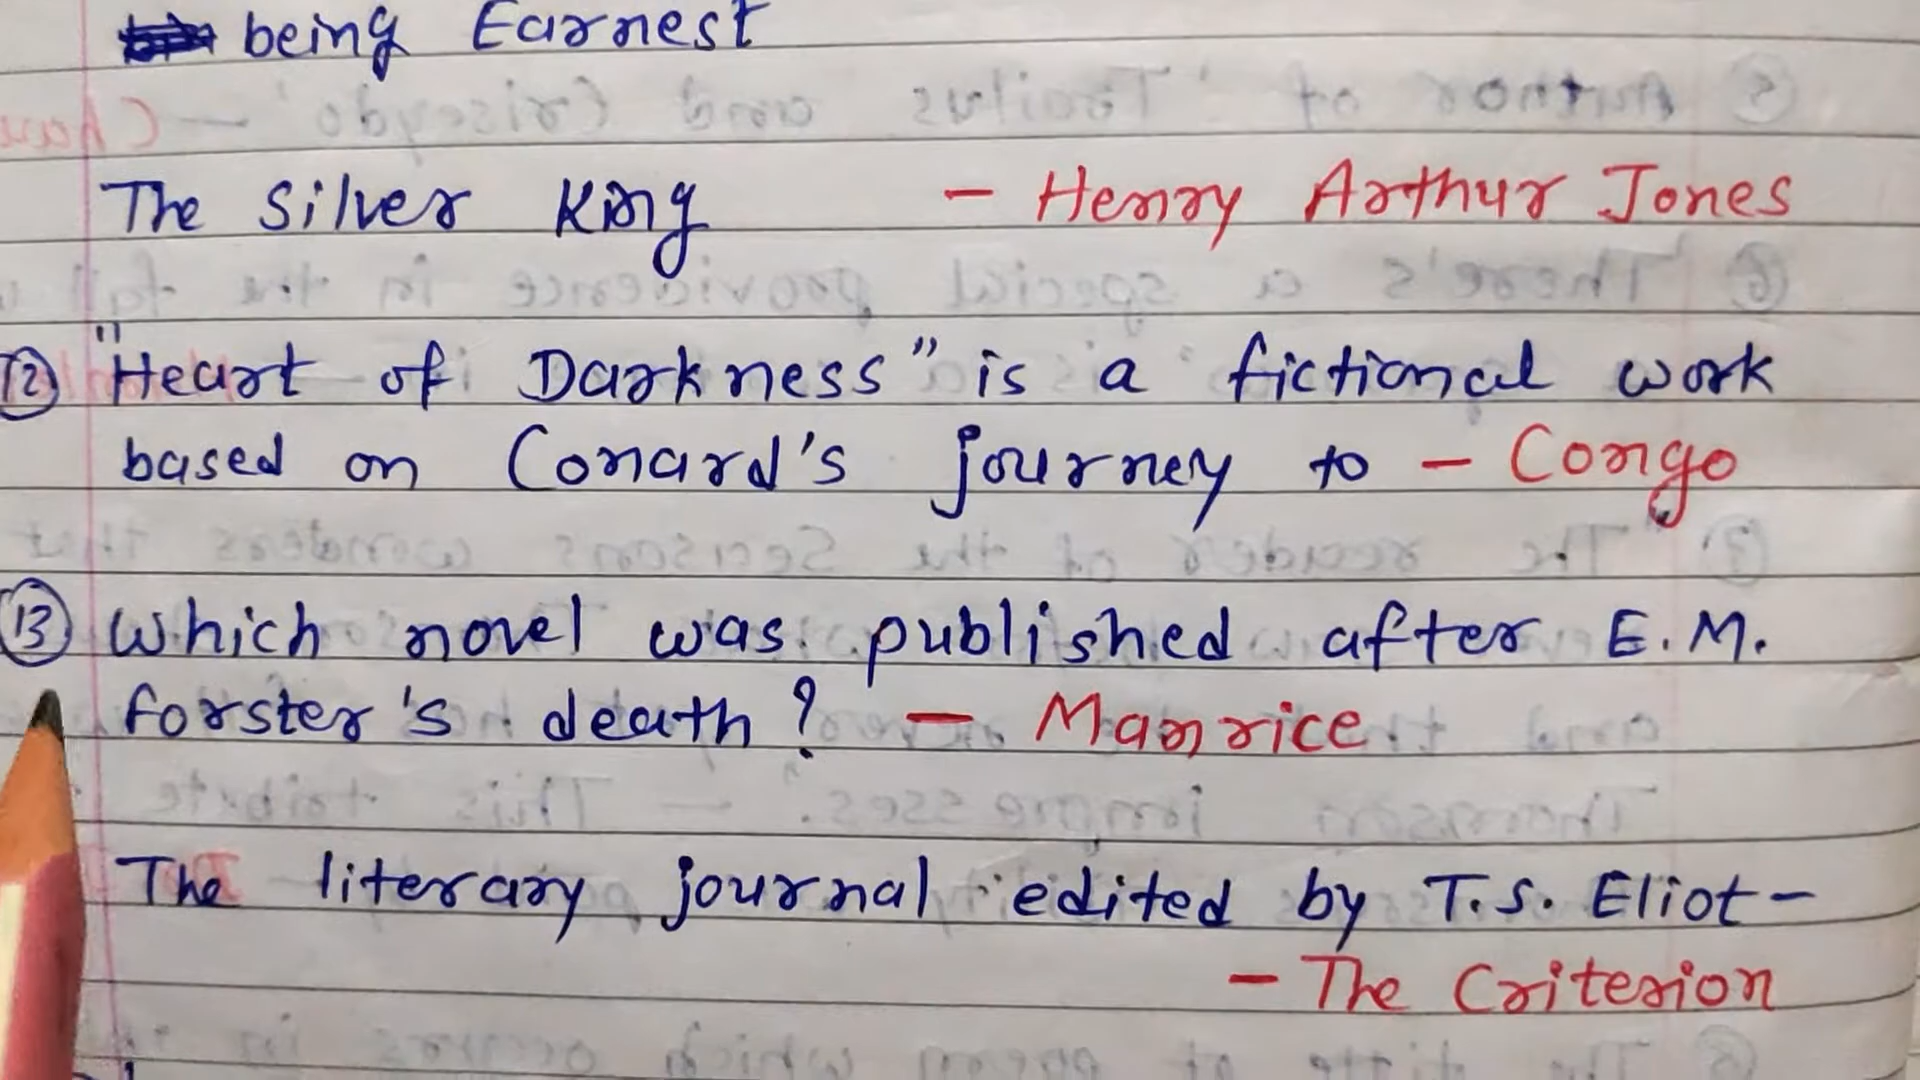 being Earnest
The Silver King - Henry Arthur Jones
12 "Heart of Darkness" is a fictional work
based on Conard's journey to - Congo
13 Which novel was published after E.M.
forster's death? - Manrice
The literary journal edited by T.S. Eliot-
- The Criterion